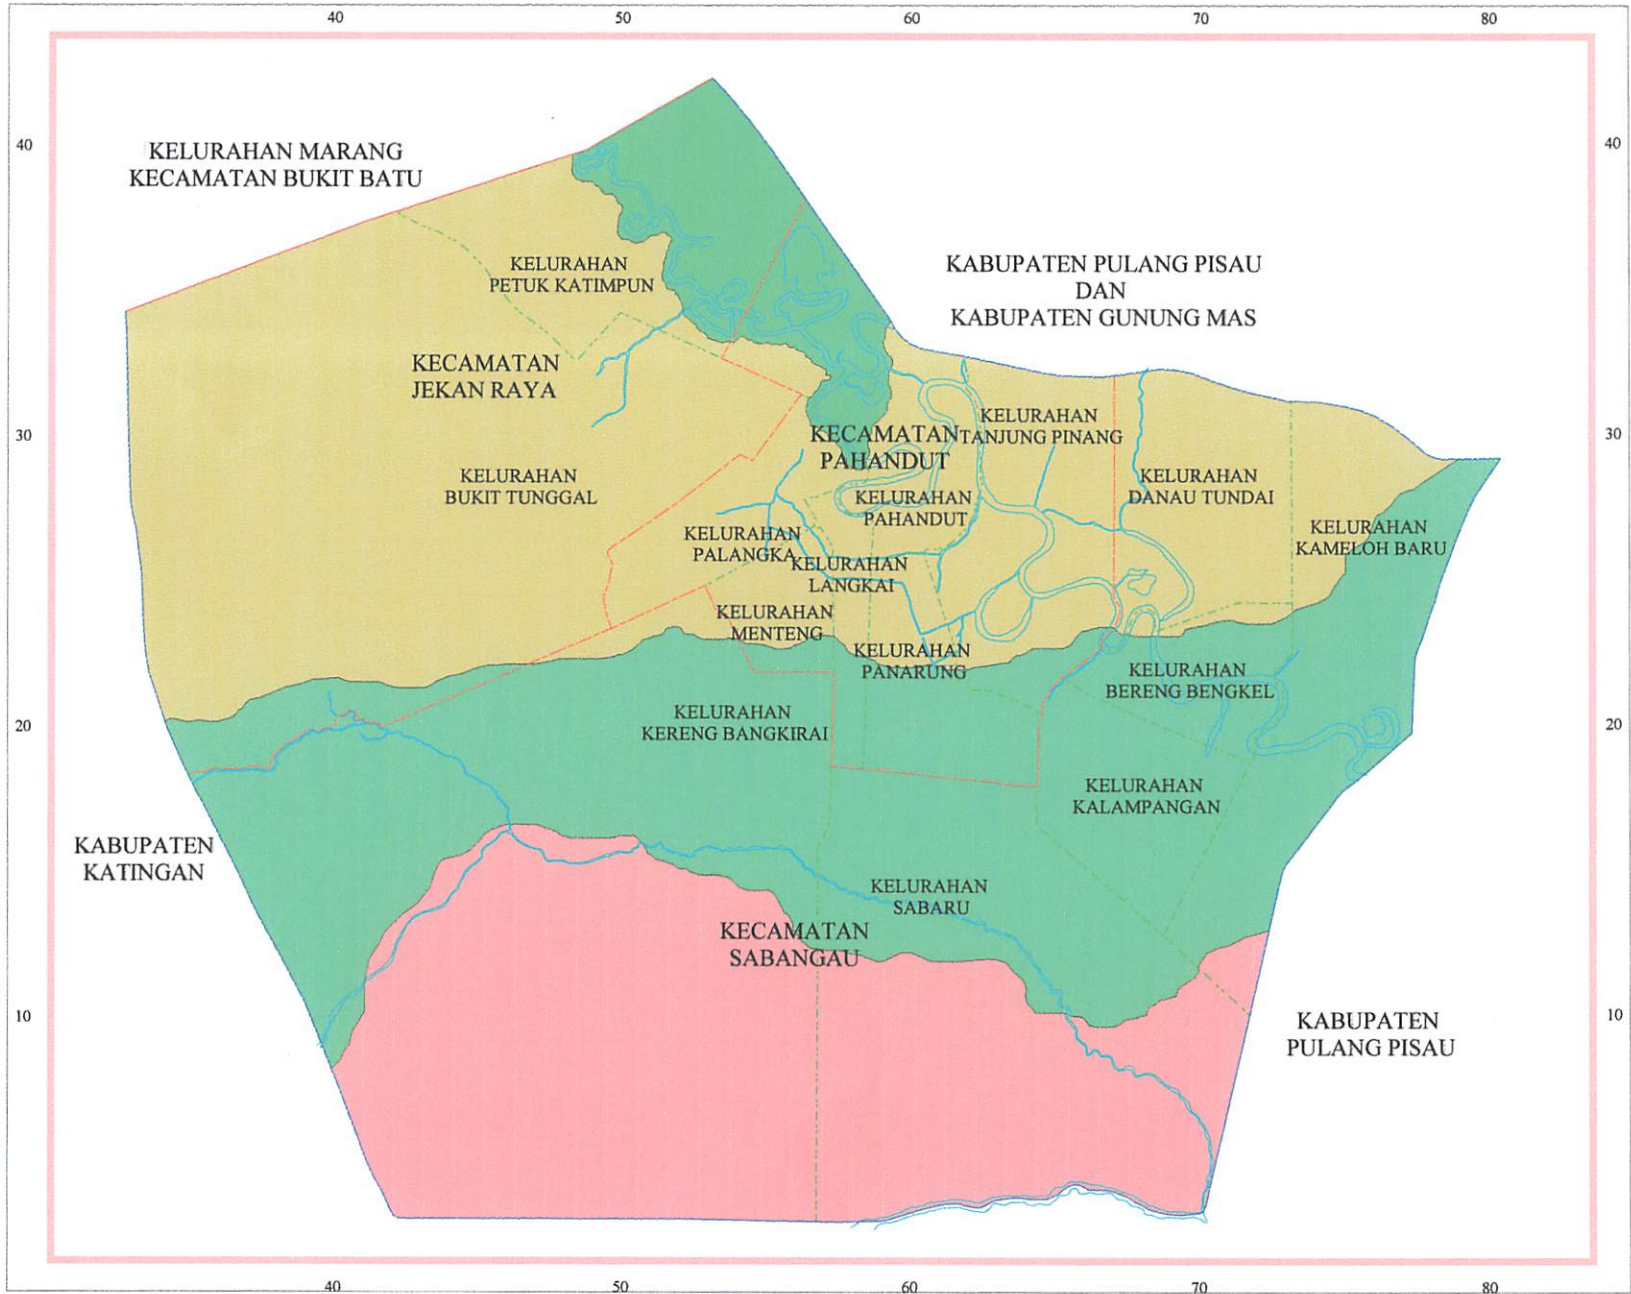 40 50 60 70 80
40 40
KELURAHAN MARANG
KECAMATAN BUKIT BATU
KELURAHAN
PETUK KATIMPUN
KABUPATEN PULANG PISAU
DAN
KABUPATEN GUNUNG MAS
KECAMATAN
JEKAN RAYA
30 30
KECAMATAN
PAHANDUT
KELURAHAN
TANJUNG PINANG
KELURAHAN
BUKIT TUNGGAL
KELURAHAN
PAHANDUT
KELURAHAN
DANAU TUNDAI
KELURAHAN
PALANGKA
KELURAHAN
KAMELOH BARU
KELURAHAN
LANGKAI
KELURAHAN
MENTENG
KELURAHAN
PANARUNG
KELURAHAN
BERENG BENGKEL
20 20
KELURAHAN
KERENG BANGKIRAI
KELURAHAN
KALAMPANGAN
KABUPATEN
KATINGAN
KELURAHAN
SABARU
KECAMATAN
SABANGAU
10 10
KABUPATEN
PULANG PISAU
40 50 60 70 80